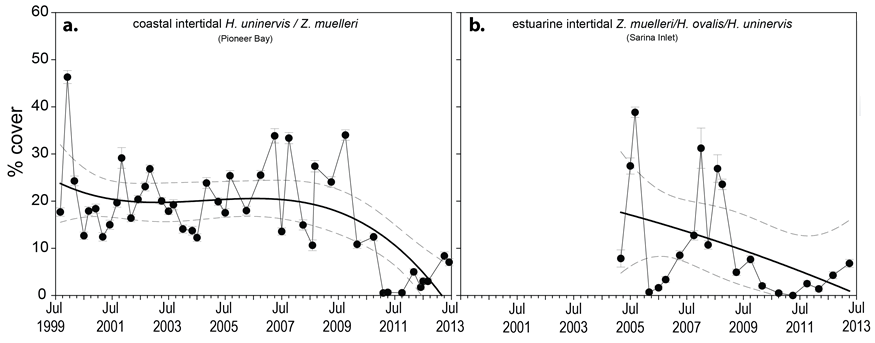 a. coastal intertidal H. uninervis / Z. muelleri
(Pioneer Bay)
b. estuarine intertidal Z. muelleri/H. ovalis/H. uninervis
(Sarina Inlet)
% cover
60
50
40
30
20
10
0
0
Jul Jul Jul Jul Jul Jul Jul Jul
1999 2001 2003 2005 2007 2009 2011 2013
Jul Jul Jul Jul Jul Jul Jul
2001 2003 2005 2007 2009 2011 2013